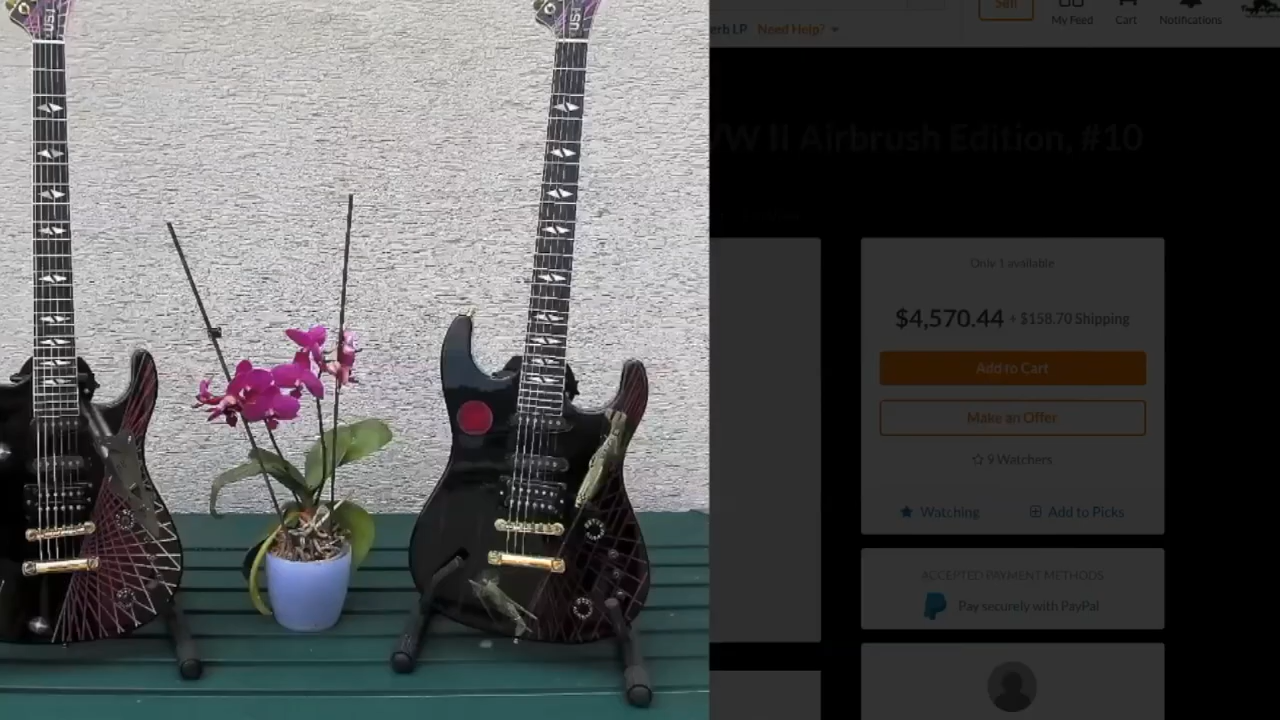 Sell
My Feed
Cart
Notifications
erb LP
Need Help?
WW II Airbrush Edition, #10
Only 1 available
$4,570.44 + $158.70 Shipping
Add to Cart
Make an Offer
9 Watchers
Watching
Add to Picks
ACCEPTED PAYMENT METHODS
Pay securely with PayPal